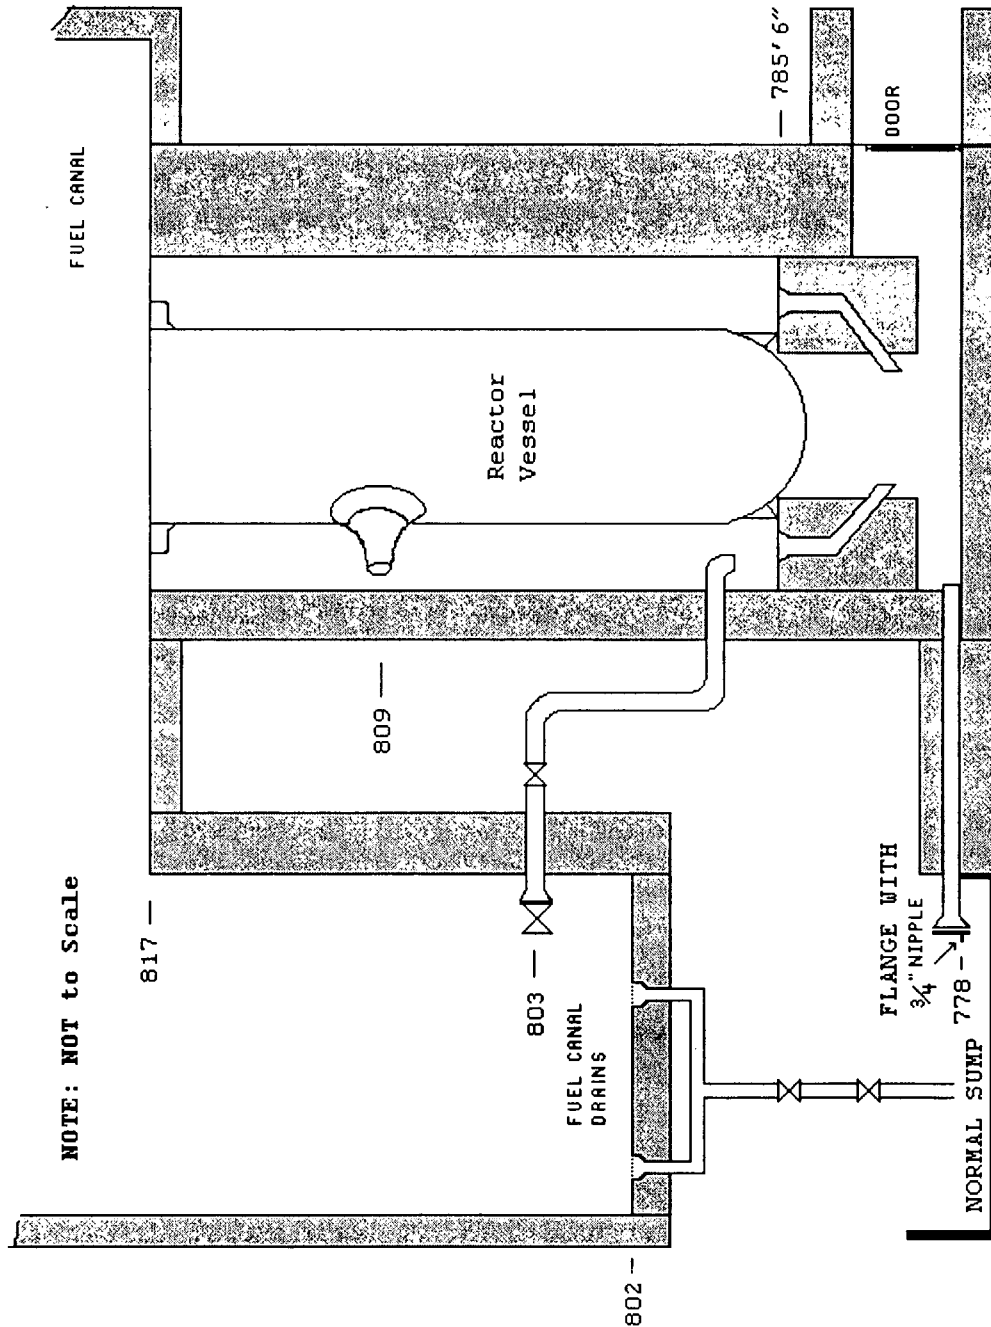 NOTE: NOT to Scale
FUEL CANAL
817 —
809 —
Reactor
Vessel
803 —
785'6"
FUEL CANAL
DRAINS
DOOR
802 —
FLANGE WITH
3/4" NIPPLE
778 —
NORMAL SUMP